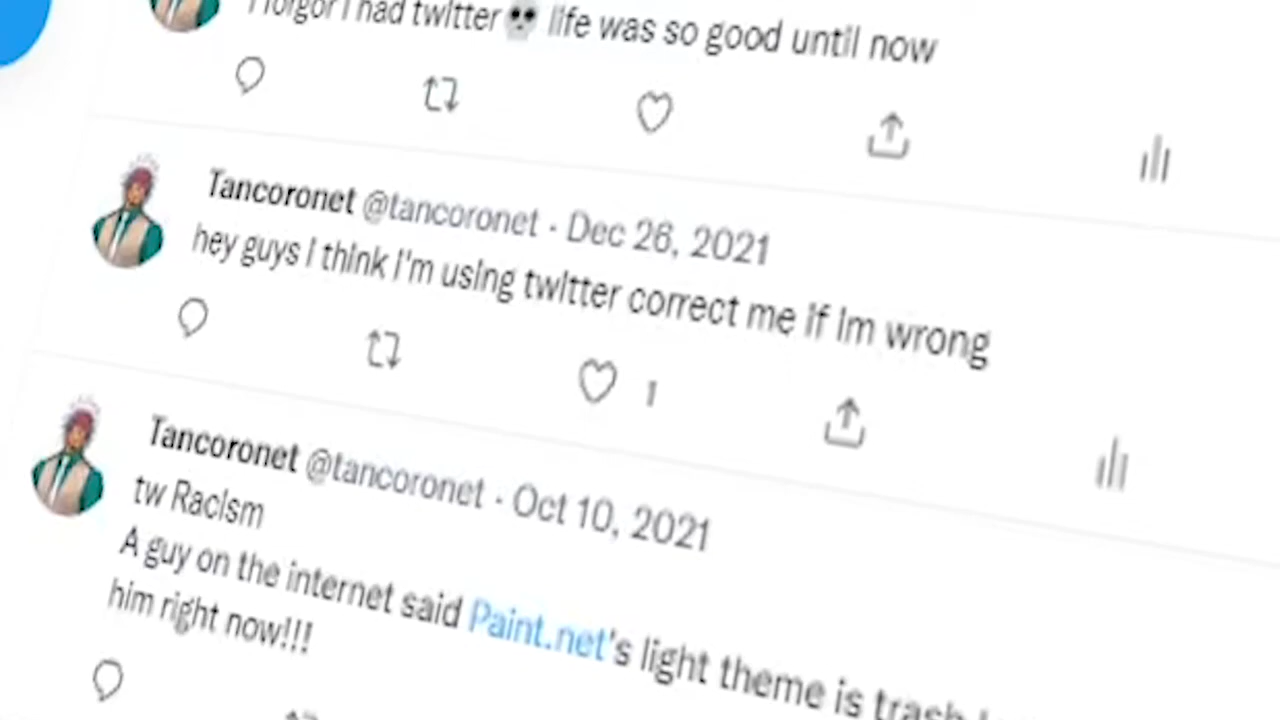 I forgor I had twitter💀 life was so good until now
Tancoronet @tancoronet · Dec 26, 2021
hey guys I think I'm using twitter correct me if Im wrong
1
Tancoronet @tancoronet · Oct 10, 2021
tw Racism
A guy on the internet said Paint.net's light theme is trash
him right now!!!